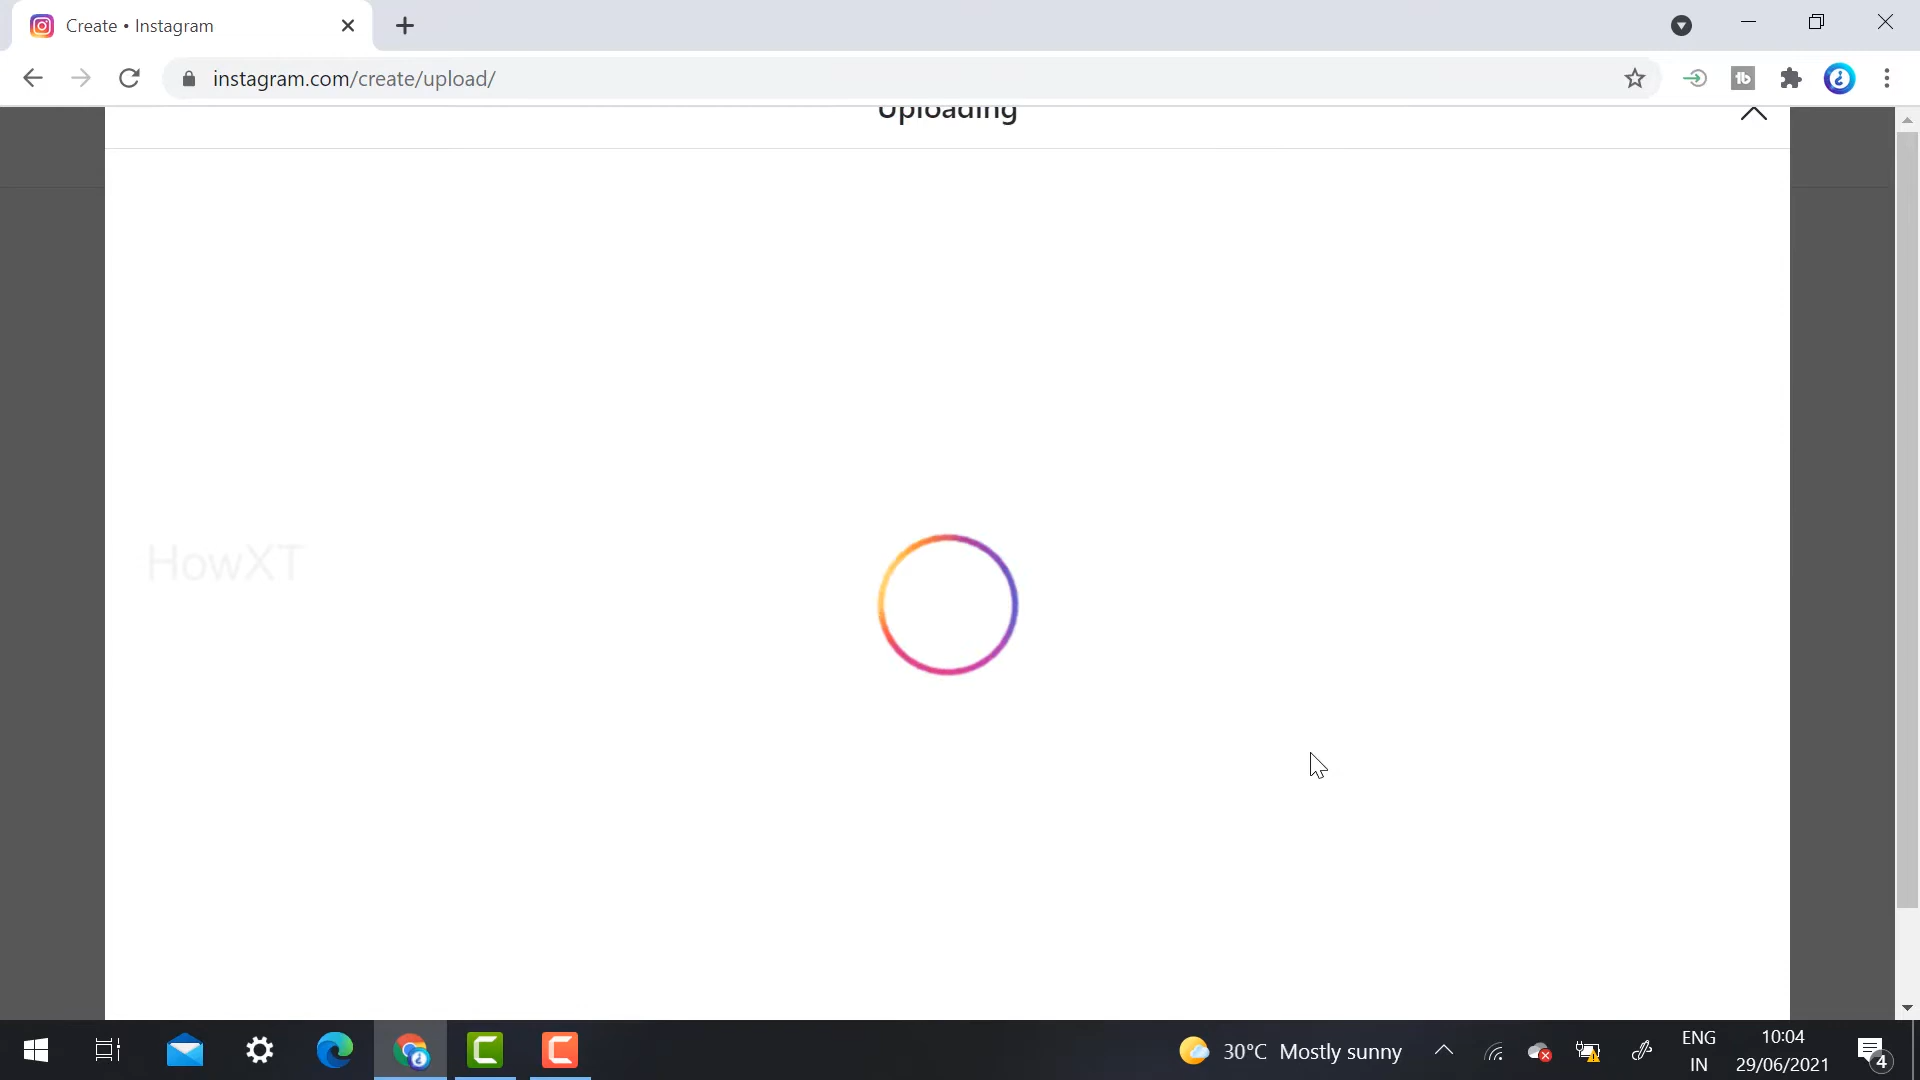 Create • Instagram
instagram.com/create/upload/
Uploading
HowXT
30°C Mostly sunny
ENG
IN
10:04
29/06/2021
4